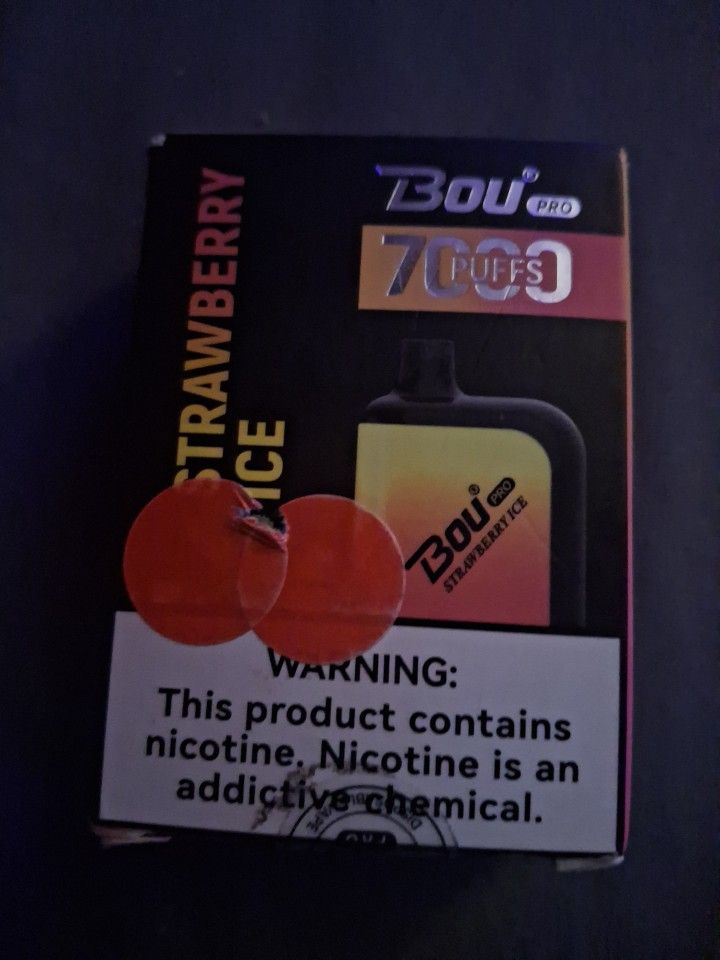 BOU®
PRO
7000
PUFFS
STRAWBERRY
ICE
BOU®
PRO
STRAWBERRY ICE
WARNING:
This product contains
nicotine. Nicotine is an
addictive chemical.